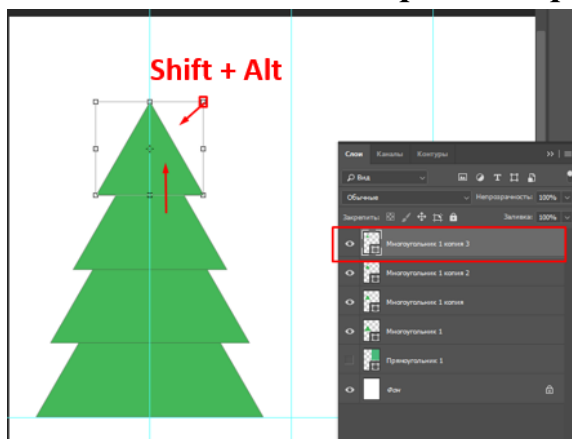 Shift + Alt
Слои Каналы Контуры
Вид
Обычные Непрозрачность: 100%
Закрепить: Заливка: 100%
Многоугольник 1 копия 3
Многоугольник 1 копия 2
Многоугольник 1 копия
Многоугольник 1
Прямоугольник 1
Фон